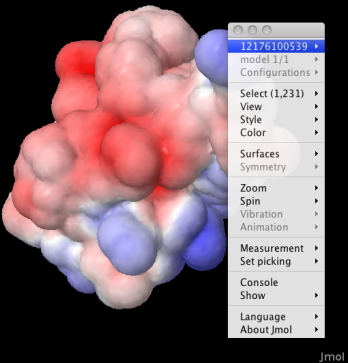 12176100539
model 1/1
Configurations
Select (1,231)
View
Style
Color
Surfaces
Symmetry
Zoom
Spin
Vibration
Animation
Measurement
Set picking
Console
Show
Language
About Jmol
Jmol